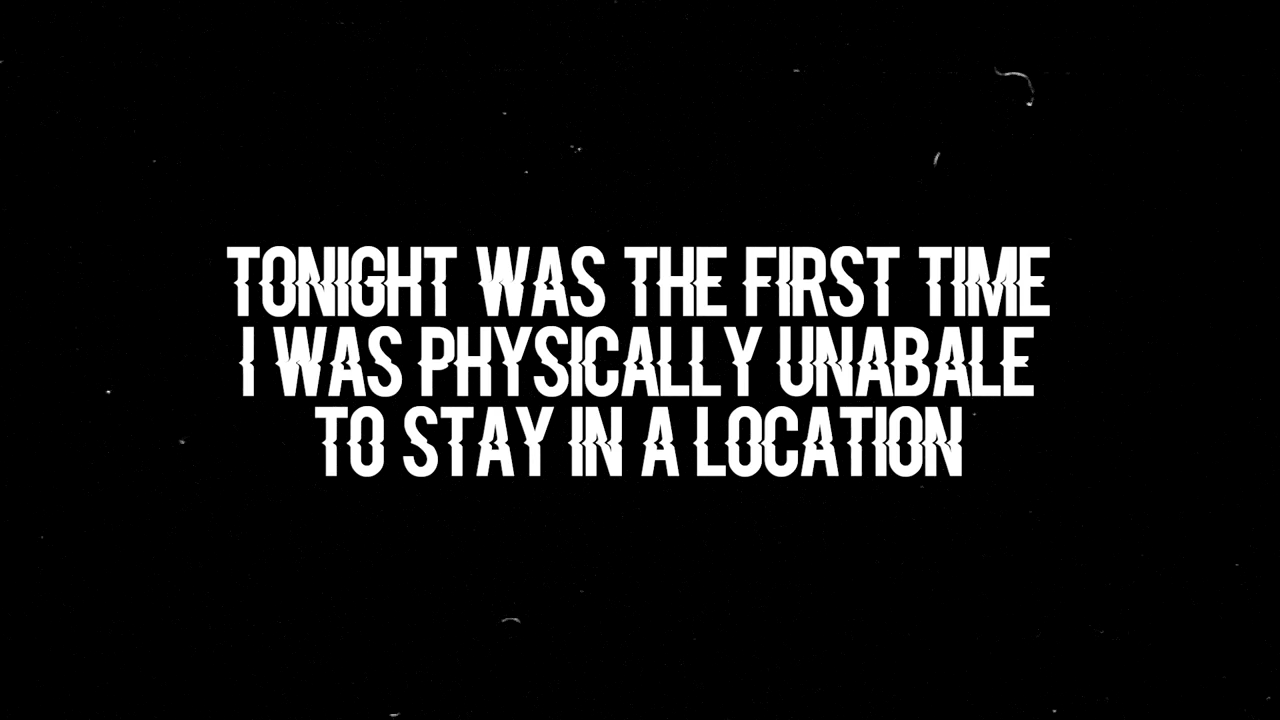 TONIGHT WAS THE FIRST TIME
I WAS PHYSICALLY UNABALE
TO STAY IN A LOCATION